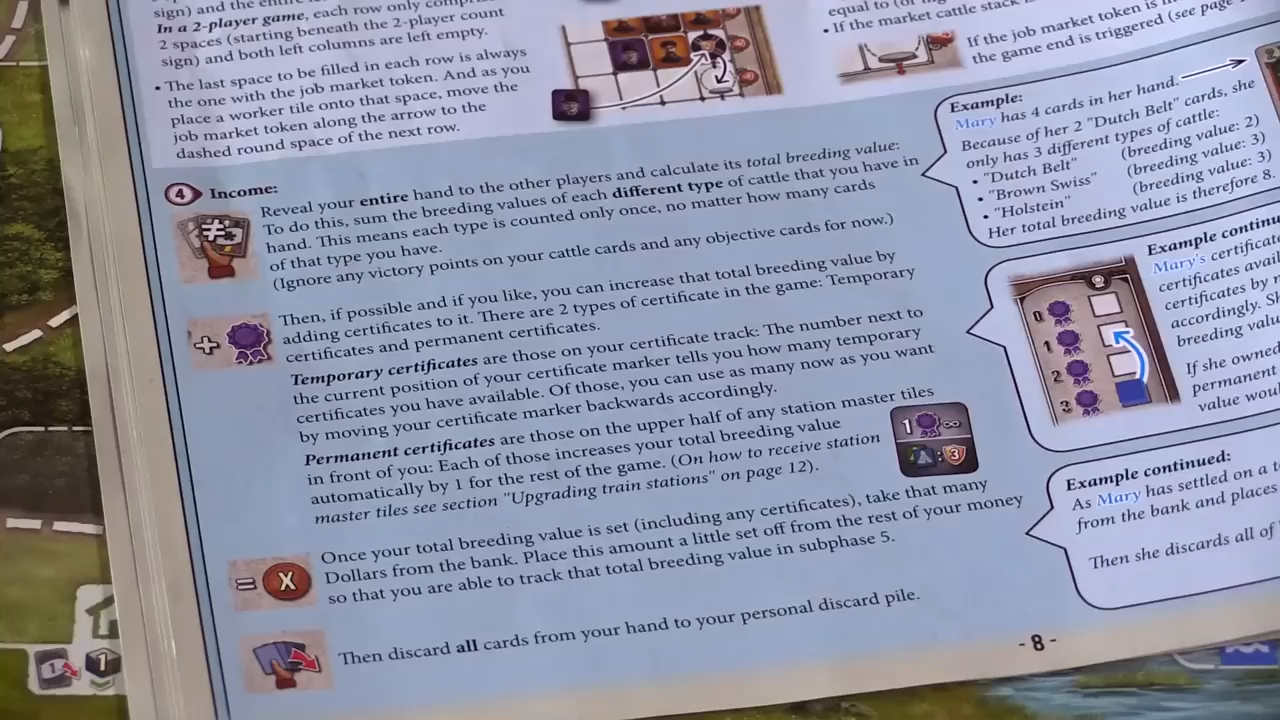 sign) and the entire
In a 2-player game, each row only comprises
2 spaces (starting beneath the 2-player count
sign) and both left columns are left empty.
• The last space to be filled in each row is always
the one with the job market token. And as you
place a worker tile onto that space, move the
job market token along the arrow to the
dashed round space of the next row.
equal to (or
• If the market cattle stack
If the job market token is
the game end is triggered (see page
4 Income:
Reveal your entire hand to the other players and calculate its total breeding value:
To do this, sum the breeding values of each different type of cattle that you have in
hand. This means each type is counted only once, no matter how many cards
of that type you have.
(Ignore any victory points on your cattle cards and any objective cards for now.)
Then, if possible and if you like, you can increase that total breeding value by
adding certificates to it. There are 2 types of certificate in the game: Temporary
certificates and permanent certificates.
Temporary certificates are those on your certificate track: The number next to
the current position of your certificate marker tells you how many temporary
certificates you have available. Of those, you can use as many now as you want
by moving your certificate marker backwards accordingly.
Permanent certificates are those on the upper half of any station master tiles
in front of you: Each of those increases your total breeding value
automatically by 1 for the rest of the game. (On how to receive station
master tiles see section "Upgrading train stations" on page 12).
1 ∞
: 3
= X
Once your total breeding value is set (including any certificates), take that many
Dollars from the bank. Place this amount a little set off from the rest of your money
so that you are able to track that total breeding value in subphase 5.
Then discard all cards from your hand to your personal discard pile.
Example:
Mary has 4 cards in her hand.
Because of her 2 "Dutch Belt" cards, she
only has 3 different types of cattle:
• "Dutch Belt" (breeding value: 2)
• "Brown Swiss" (breeding value: 3)
• "Holstein" (breeding value: 3)
Her total breeding value is therefore 8.
Example continu
Mary's certificate
certificates avail
certificates by
accordingly. Sh
breeding valu
If she owned
permanent
value wou
0
1
2
3
Example continued:
As Mary has settled on a t
from the bank and places
Then she discards all of
- 8 -
1